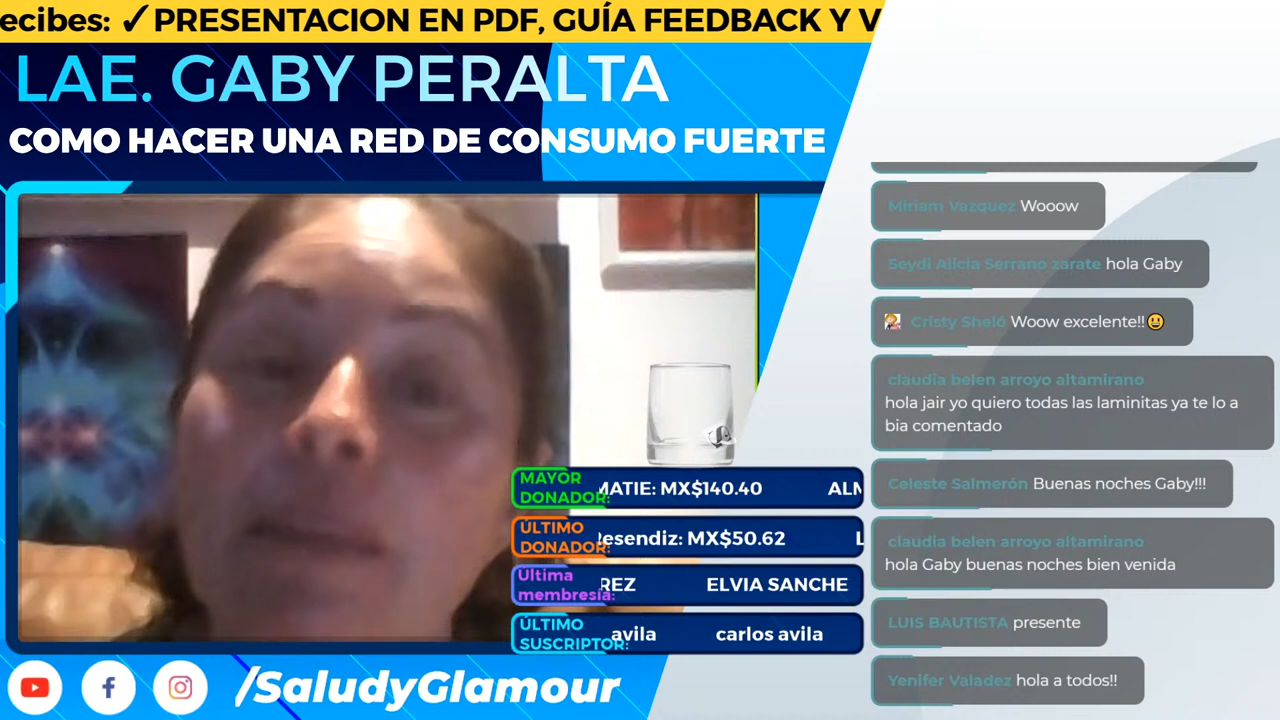 ecibes: ✓PRESENTACION EN PDF, GUÍA FEEDBACK Y V
LAE. GABY PERALTA
COMO HACER UNA RED DE CONSUMO FUERTE
MAYOR
DONADOR:
MATIE: MX$140.40 ALM
ÚLTIMO
DONADOR:
Resendiz: MX$50.62 L
Última
membresía:
REZ ELVIA SANCHE
ÚLTIMO
SUSCRIPTOR:
avila carlos avila
/SaludyGlamour
Miriam Vazquez Wooow
Seydi Alicia Serrano zarate hola Gaby
Cristy Sheló Woow excelente!!😀
claudia belen arroyo altamirano
hola jair yo quiero todas las laminitas ya te lo a
bia comentado
Celeste Salmerón Buenas noches Gaby!!!
claudia belen arroyo altamirano
hola Gaby buenas noches bien venida
LUIS BAUTISTA presente
Yenifer Valadez hola a todos!!